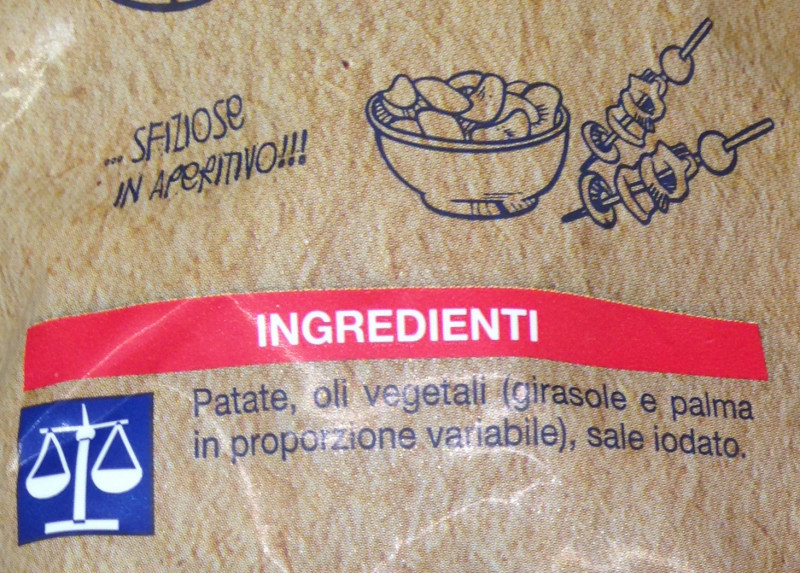 ... SFIZIOSE
IN APERITIVO!!!
INGREDIENTI
Patate, oli vegetali (girasole e palma
in proporzione variabile), sale iodato.